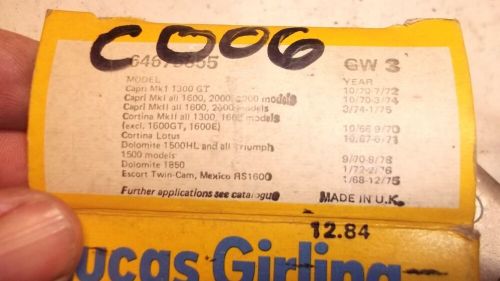 C006
GW 3
MODEL YEAR
Capri Mk1 1300 GT 10/70-7/72
Capri MkI all 1600, 2000, 3000 models 10/70-3/74
Capri MkII all 1600, 2000 models 3/74-1/75
Cortina MkII all 1300, 1600 models
(excl. 1600GT, 1600E) 10/66-9/70
Cortina Lotus
Dolomite 1500HL and all Triumph
1500 models 9/70-8/78
Dolomite 1850 1/72-2/76
Escort Twin-Cam, Mexico RS1600 1/68-12/75
Further applications see catalogue MADE IN U.K.
12.84
Lucas Girling